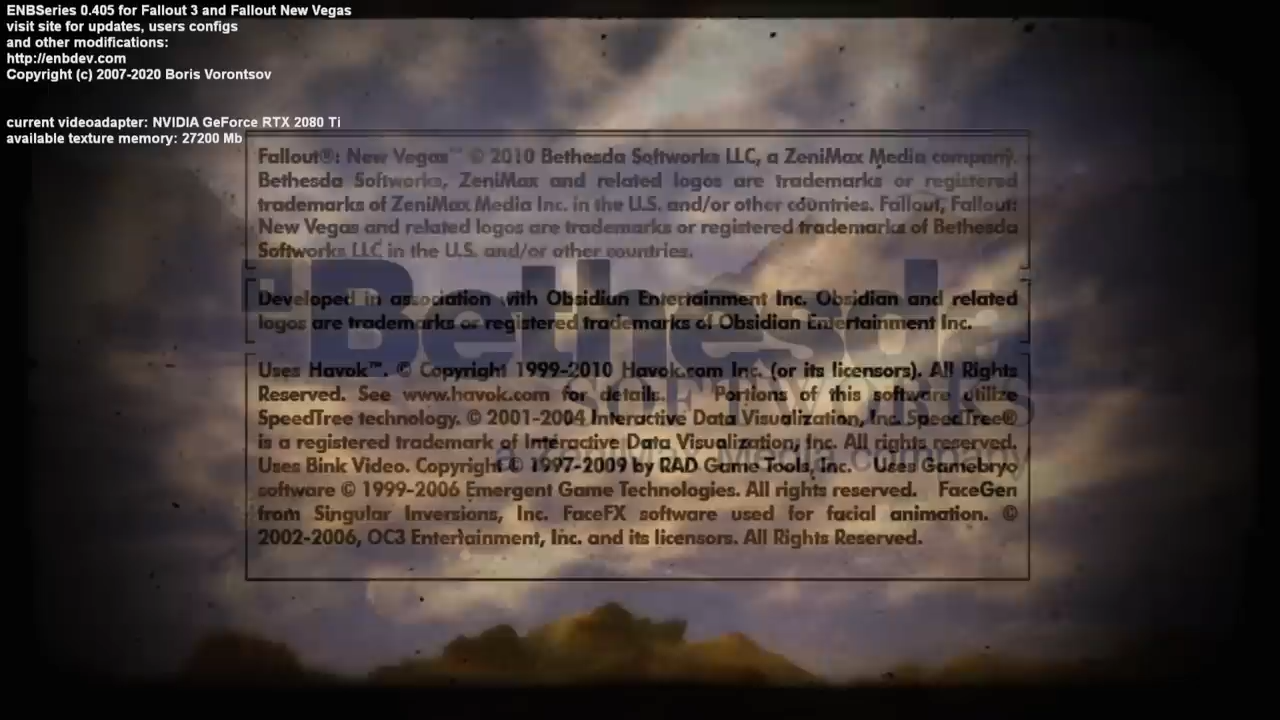 ENBSeries 0.405 for Fallout 3 and Fallout New Vegas
visit site for updates, users configs
and other modifications:
http://enbdev.com
Copyright (c) 2007-2020 Boris Vorontsov
current videoadapter: NVIDIA GeForce RTX 2080 Ti
available texture memory: 27200 Mb
Fallout®: New Vegas™ © 2010 Bethesda Softworks LLC, a ZeniMax Media company.
Bethesda Softworks, ZeniMax and related logos are trademarks or registered
trademarks of ZeniMax Media Inc. in the U.S. and/or other countries. Fallout, Fallout:
New Vegas and related logos are trademarks or registered trademarks of Bethesda
Softworks LLC in the U.S. and/or other countries.
Developed in association with Obsidian Entertainment Inc. Obsidian and related
logos are trademarks or registered trademarks of Obsidian Entertainment Inc.
Uses Havok™. © Copyright 1999-2010 Havok.com Inc. (or its licensors). All Rights
Reserved. See www.havok.com for details. Portions of this software utilize
SpeedTree technology. © 2001-2004 Interactive Data Visualization, Inc. SpeedTree®
is a registered trademark of Interactive Data Visualization, Inc. All rights reserved.
Uses Bink Video. Copyright © 1997-2009 by RAD Game Tools, Inc. Uses Gamebryo
software © 1999-2006 Emergent Game Technologies. All rights reserved. FaceGen
from Singular Inversions, Inc. FaceFX software used for facial animation. ©
2002-2006, OC3 Entertainment, Inc. and its licensors. All Rights Reserved.
Bethesda
SOFTWORKS
a ZeniMax Media company